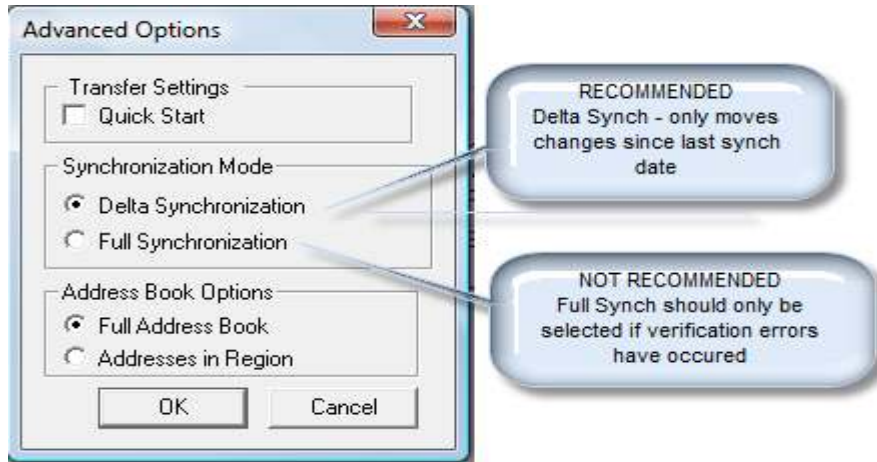 Advanced Options
Transfer Settings
Quick Start
Synchronization Mode
Delta Synchronization
Full Synchronization
Address Book Options
Full Address Book
Addresses in Region
OK
Cancel
RECOMMENDED
Delta Synch - only moves
changes since last synch
date
NOT RECOMMENDED
Full Synch should only be
selected if verification errors
have occured